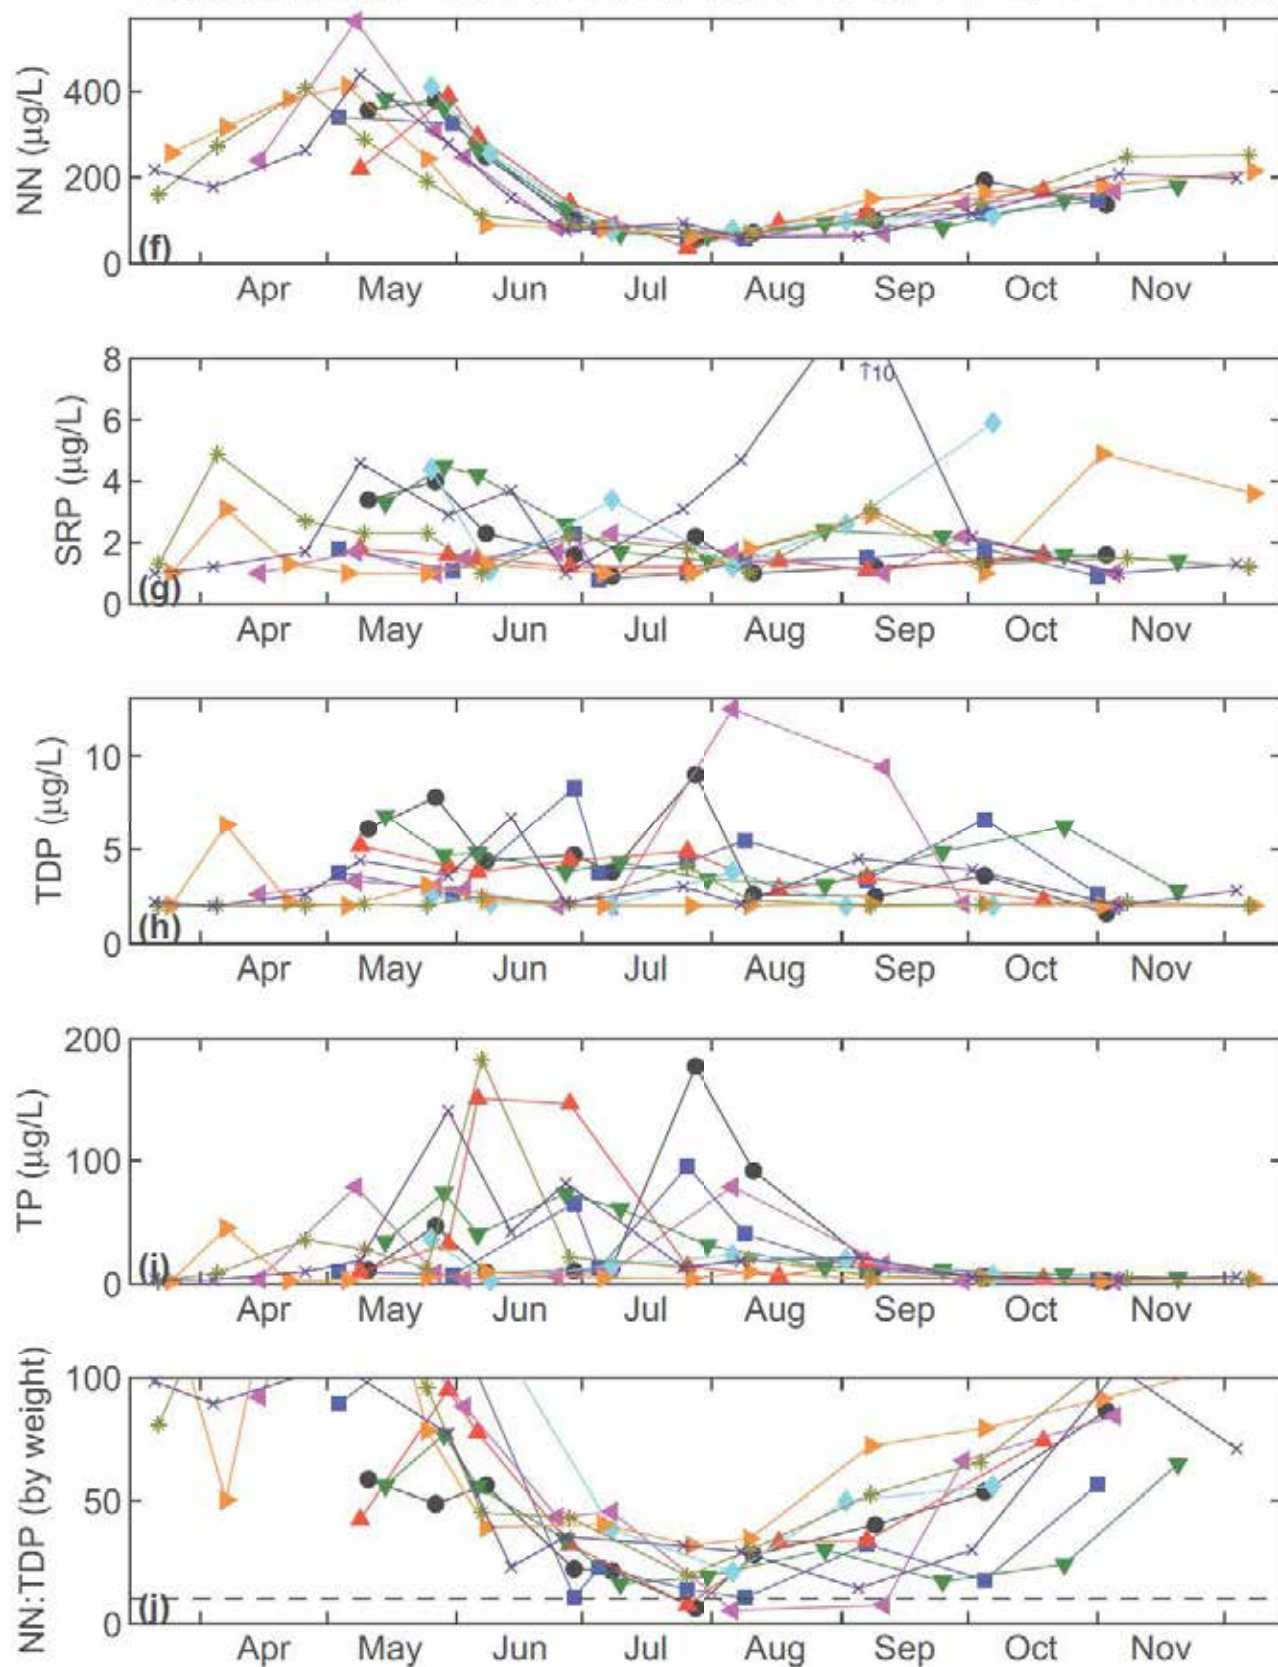 NN (µg/L)
400
200
0
(f)
Apr May Jun Jul Aug Sep Oct Nov
SRP (µg/L)
8
6
4
2
0
↑10
(g)
Apr May Jun Jul Aug Sep Oct Nov
TDP (µg/L)
10
5
0
(h)
Apr May Jun Jul Aug Sep Oct Nov
TP (µg/L)
200
100
0
(i)
Apr May Jun Jul Aug Sep Oct Nov
NN:TDP (by weight)
100
50
0
(j)
Apr May Jun Jul Aug Sep Oct Nov